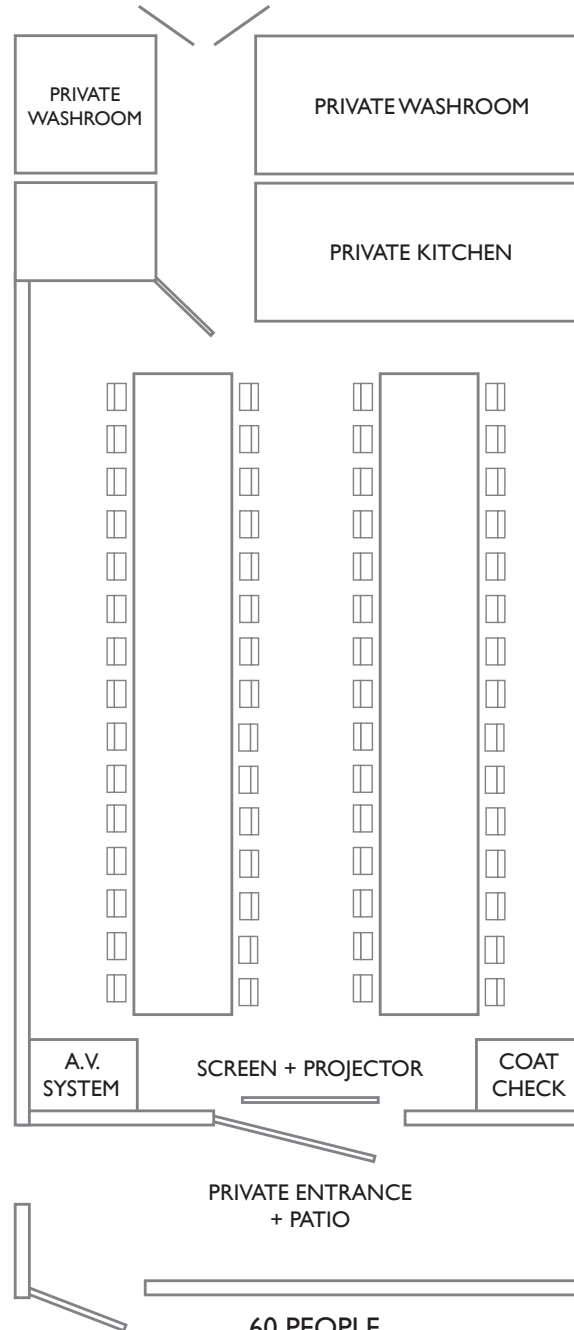 PRIVATE
WASHROOM
PRIVATE WASHROOM
PRIVATE KITCHEN
A.V.
SYSTEM
SCREEN + PROJECTOR
COAT
CHECK
PRIVATE ENTRANCE
+ PATIO
60 PEOPLE